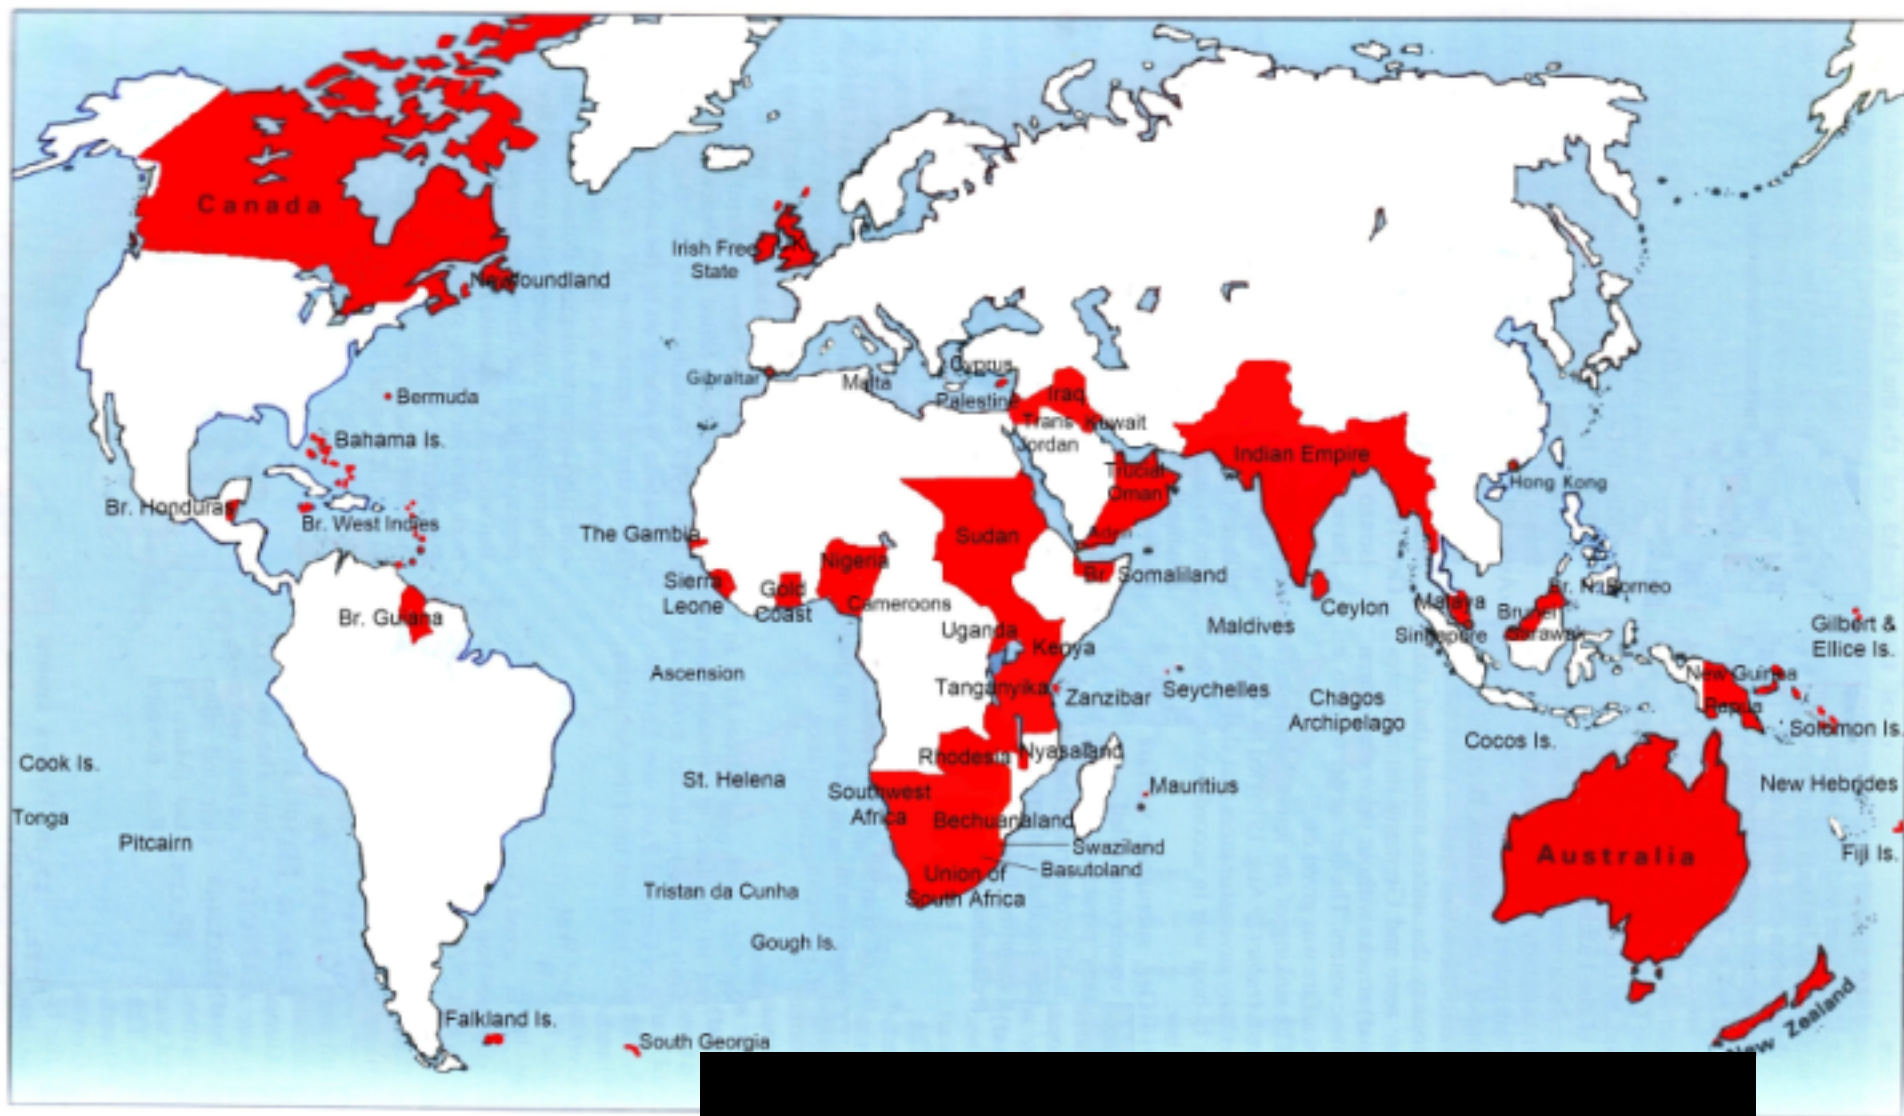 Canada
Newfoundland
Irish Free
State
UK
Bermuda
Bahama Is.
Br. Honduras
Br. West Indies
Br. Guiana
Gibraltar
Malta
Cyprus
Palestine
Iraq
Trans
Jordan
Kuwait
Trucial
Oman
Aden
Indian Empire
Hong Kong
The Gambia
Sierra
Leone
Gold
Coast
Nigeria
Cameroons
Sudan
Br. Somaliland
Uganda
Kenya
Tanganyika
Zanzibar
Seychelles
Maldives
Ceylon
Chagos
Archipelago
Malaya
Singapore
Brunei
Sarawak
Br. N. Borneo
Cocos Is.
New Guinea
Papua
Gilbert &
Ellice Is.
Solomon Is.
New Hebrides
Fiji Is.
Ascension
St. Helena
Rhodesia
Nyasaland
Mauritius
Southwest
Africa
Bechuanaland
Swaziland
Basutoland
Union of
South Africa
Cook Is.
Tonga
Pitcairn
Tristan da Cunha
Gough Is.
Falkland Is.
South Georgia
Australia
New Zealand